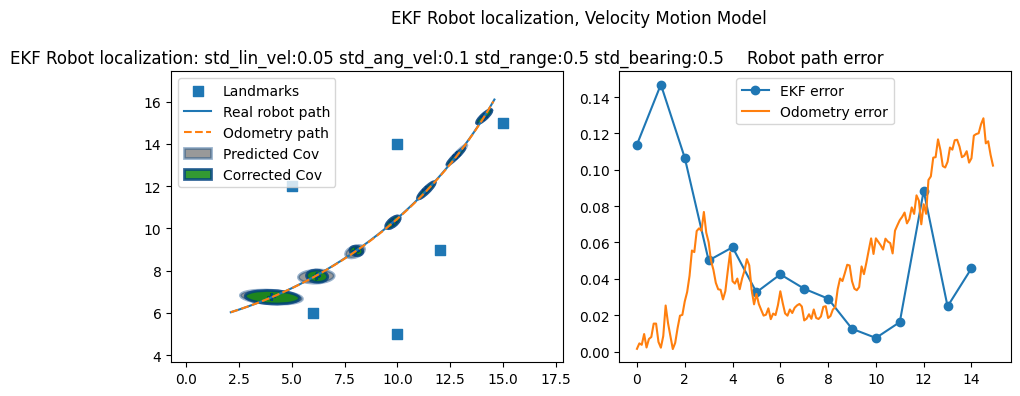 EKF Robot localization, Velocity Motion Model
EKF Robot localization: std_lin_vel:0.05 std_ang_vel:0.1 std_range:0.5 std_bearing:0.5
Landmarks
Real robot path
Odometry path
Predicted Cov
Corrected Cov
16
14
12
10
8
6
4
0.0 2.5 5.0 7.5 10.0 12.5 15.0 17.5
Robot path error
EKF error
Odometry error
0.14
0.12
0.10
0.08
0.06
0.04
0.02
0.00
0 2 4 6 8 10 12 14